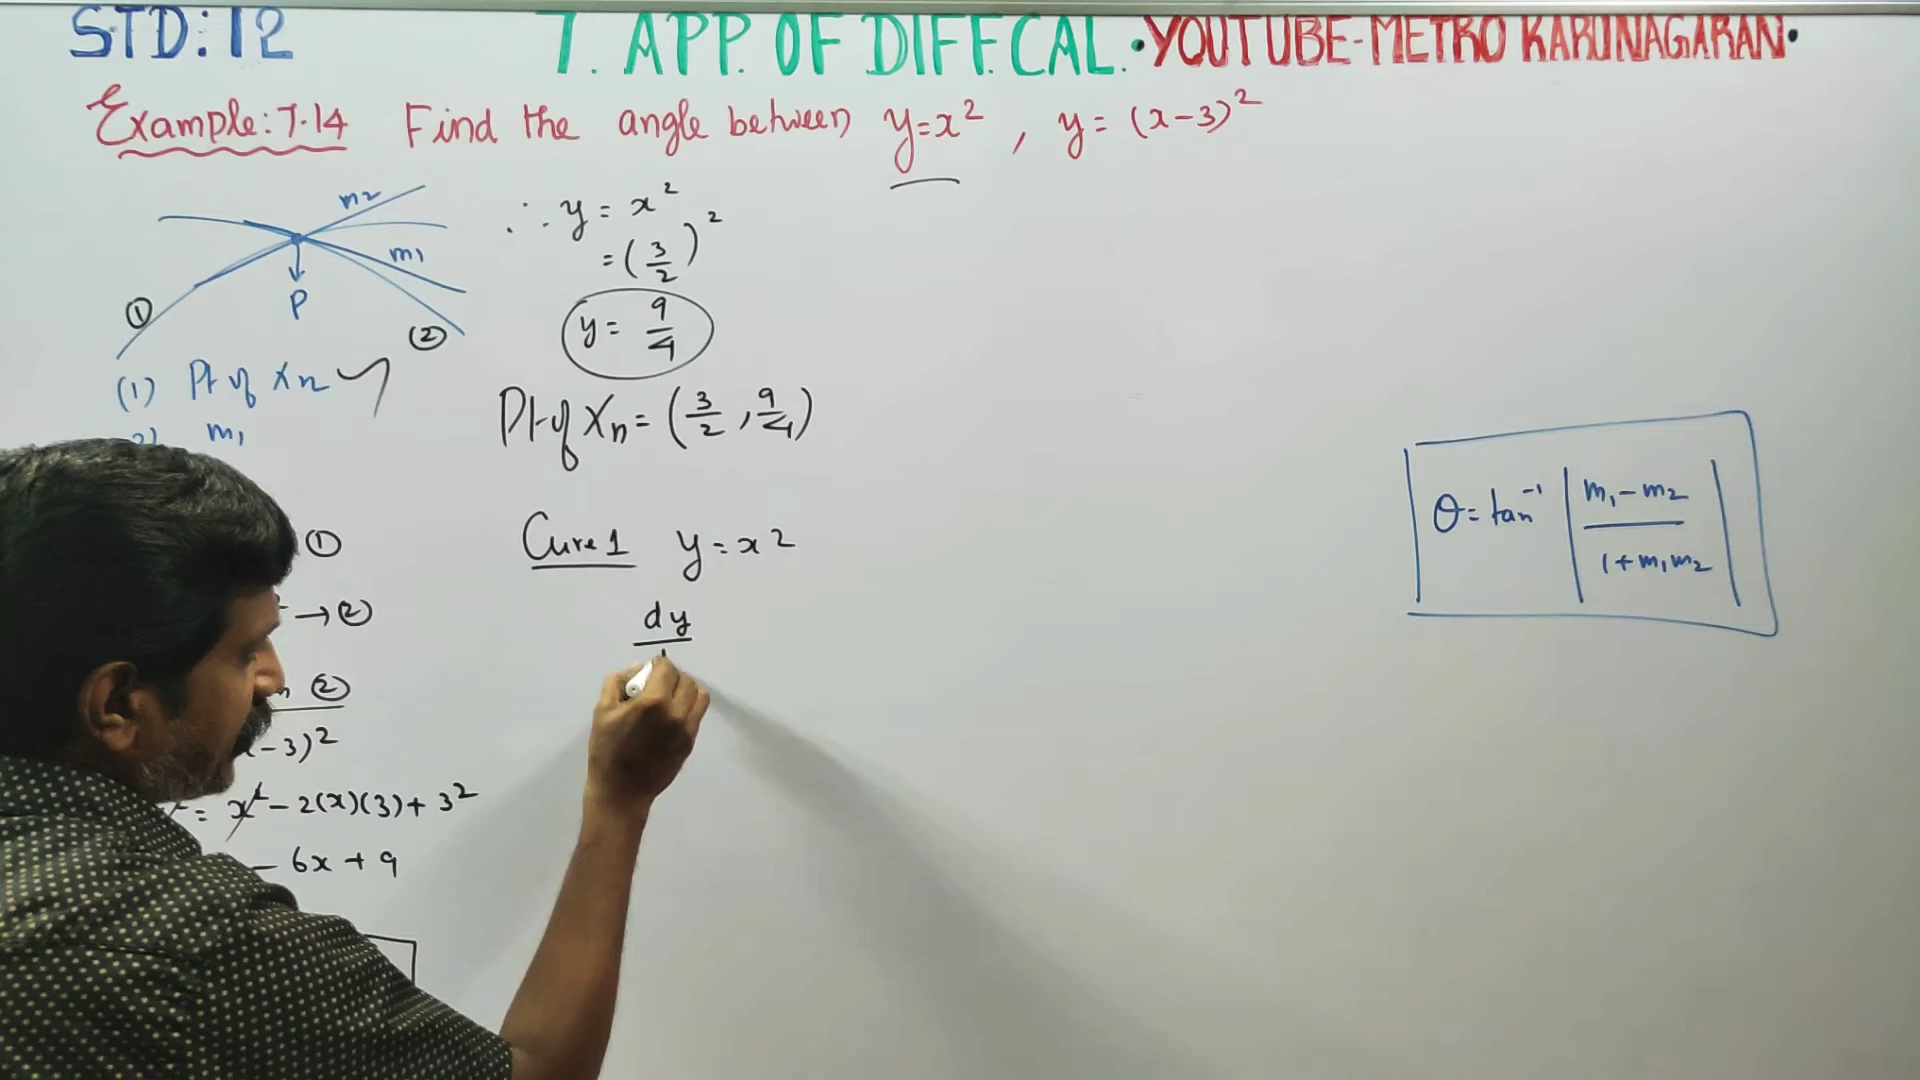 STD: 12
7. APP. OF DIFF. CAL. • YOUTUBE-METRO KARUNAGARAN •
Example: 7.14 Find the angle between y=x², y=(x-3)²
m2
m₁
P
①
(2)
(1) Pt of Xn
m₁
①
→②
②
-3)²
= x² - 2(x)(3) + 3²
- 6x + 9
∴ y = x²
= (3/2)²
y = 9/4
Pt of Xn = (3/2, 9/4)
Curve 1 y = x²
dy
θ = tan⁻¹ | m₁ - m₂ / 1 + m₁m₂ |